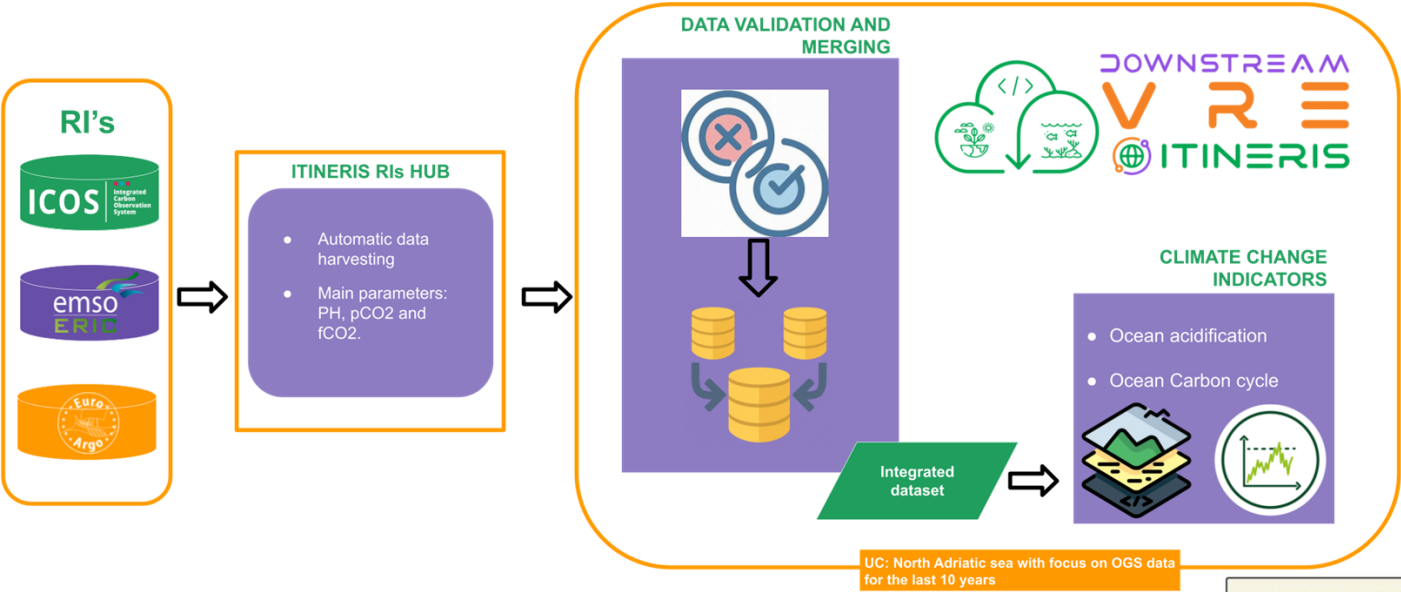 RI's
ICOS
Integrated
Carbon
Observation
System
emso
ERIC
Euro
Argo
ITINERIS RIs HUB
● Automatic data
harvesting
● Main parameters:
PH, pCO2 and
fCO2.
DATA VALIDATION AND
MERGING
Integrated
dataset
</>
DOWNSTREAM
VRE
ITINERIS
CLIMATE CHANGE
INDICATORS
● Ocean acidification
● Ocean Carbon cycle
</>
UC: North Adriatic sea with focus on OGS data
for the last 10 years